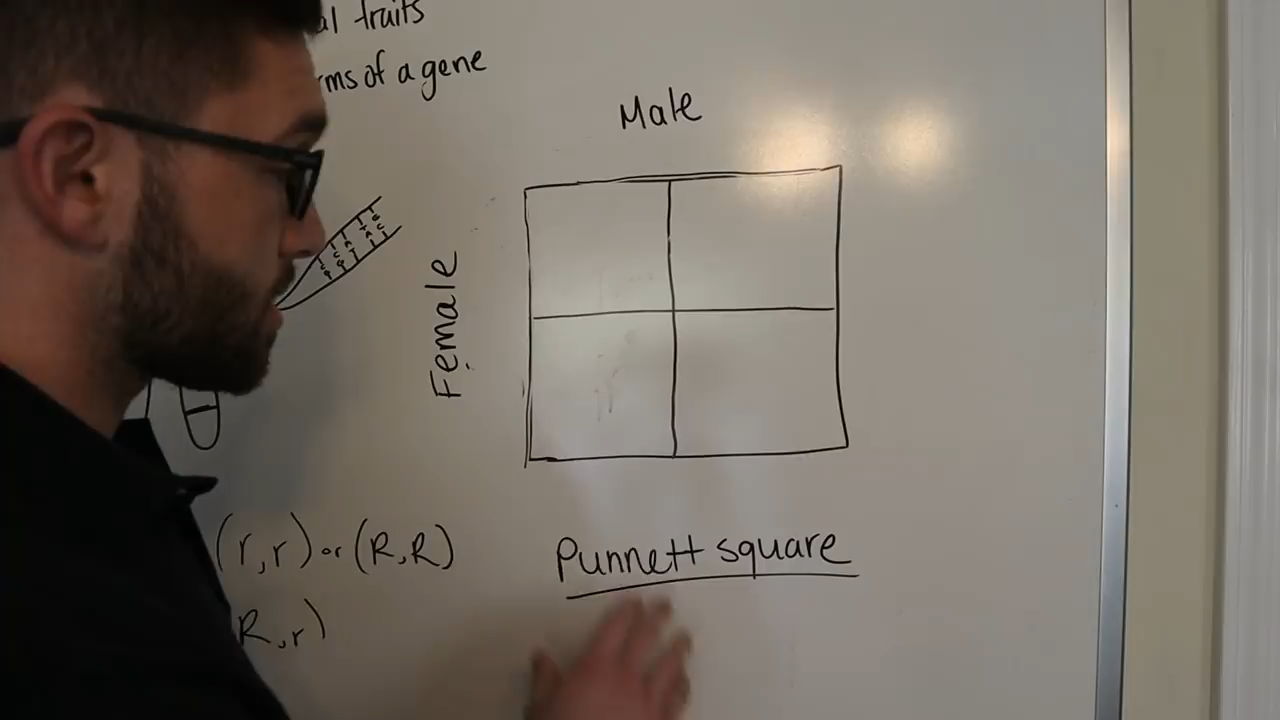 al traits
rms of a gene
Male
Female
(r,r) or (R,R)
R,r)
Punnett square